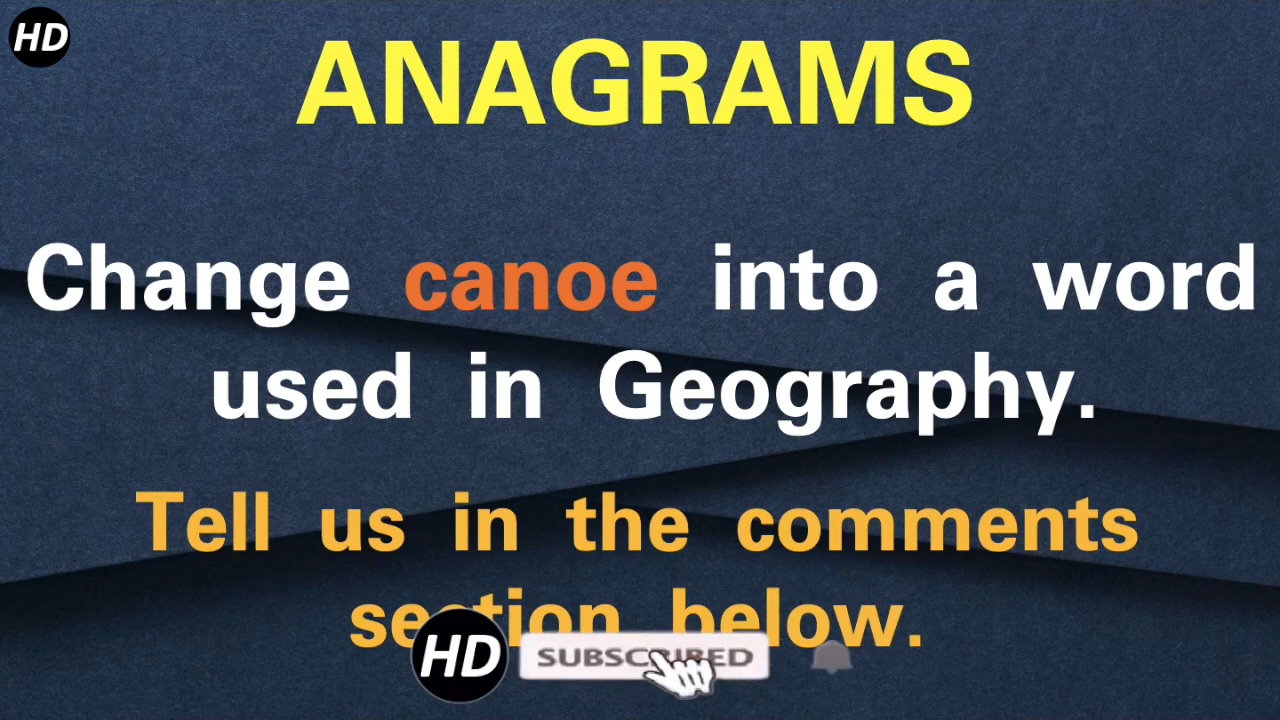 HD
ANAGRAMS
Change canoe into a word
used in Geography.
Tell us in the comments
section below.
HD SUBSCRIBED